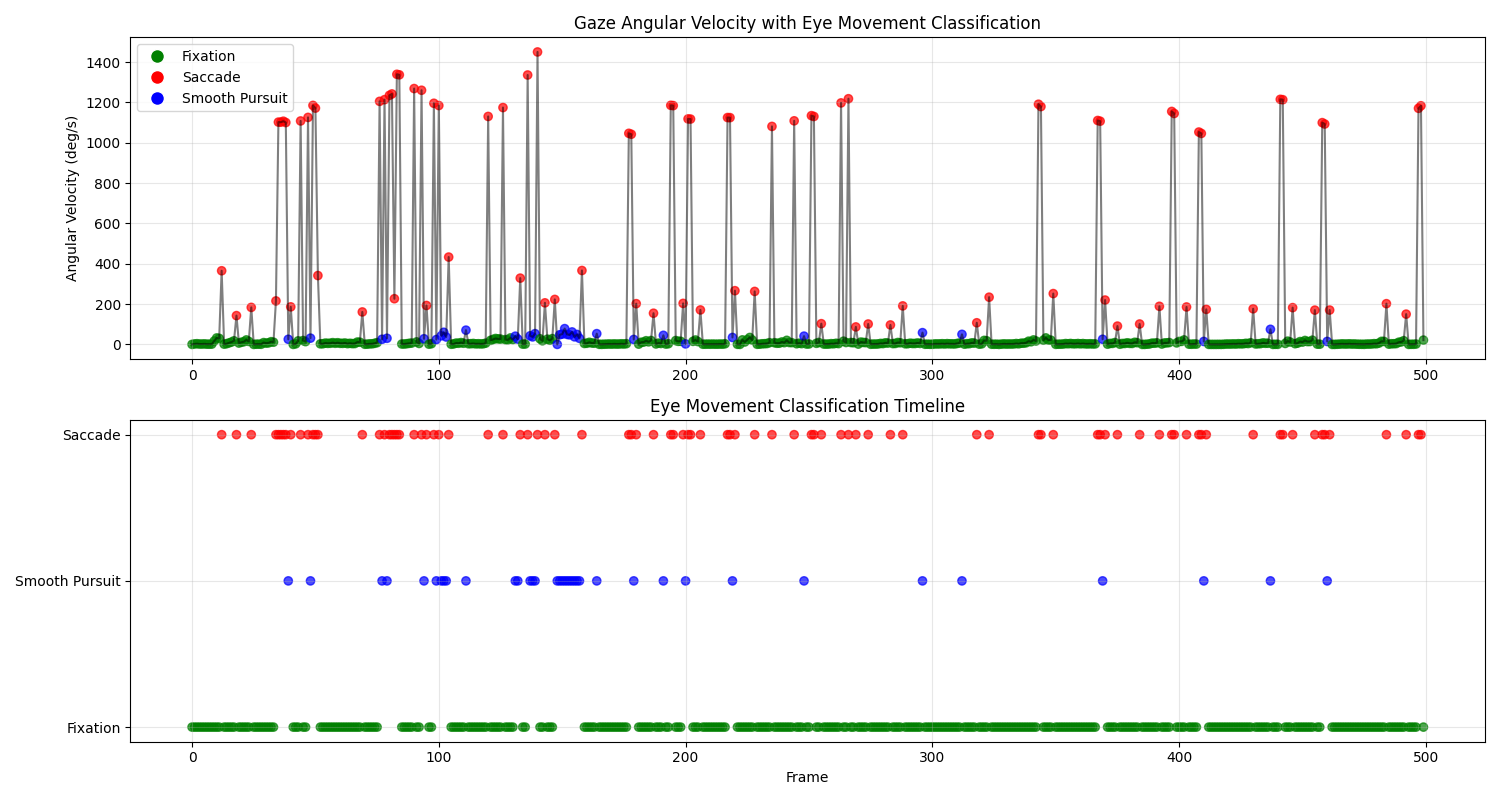 Gaze Angular Velocity with Eye Movement Classification
Fixation
Saccade
Smooth Pursuit
1400
1200
1000
800
600
400
200
0
Angular Velocity (deg/s)
0 100 200 300 400 500
Eye Movement Classification Timeline
Saccade
Smooth Pursuit
Fixation
0 100 200 300 400 500
Frame